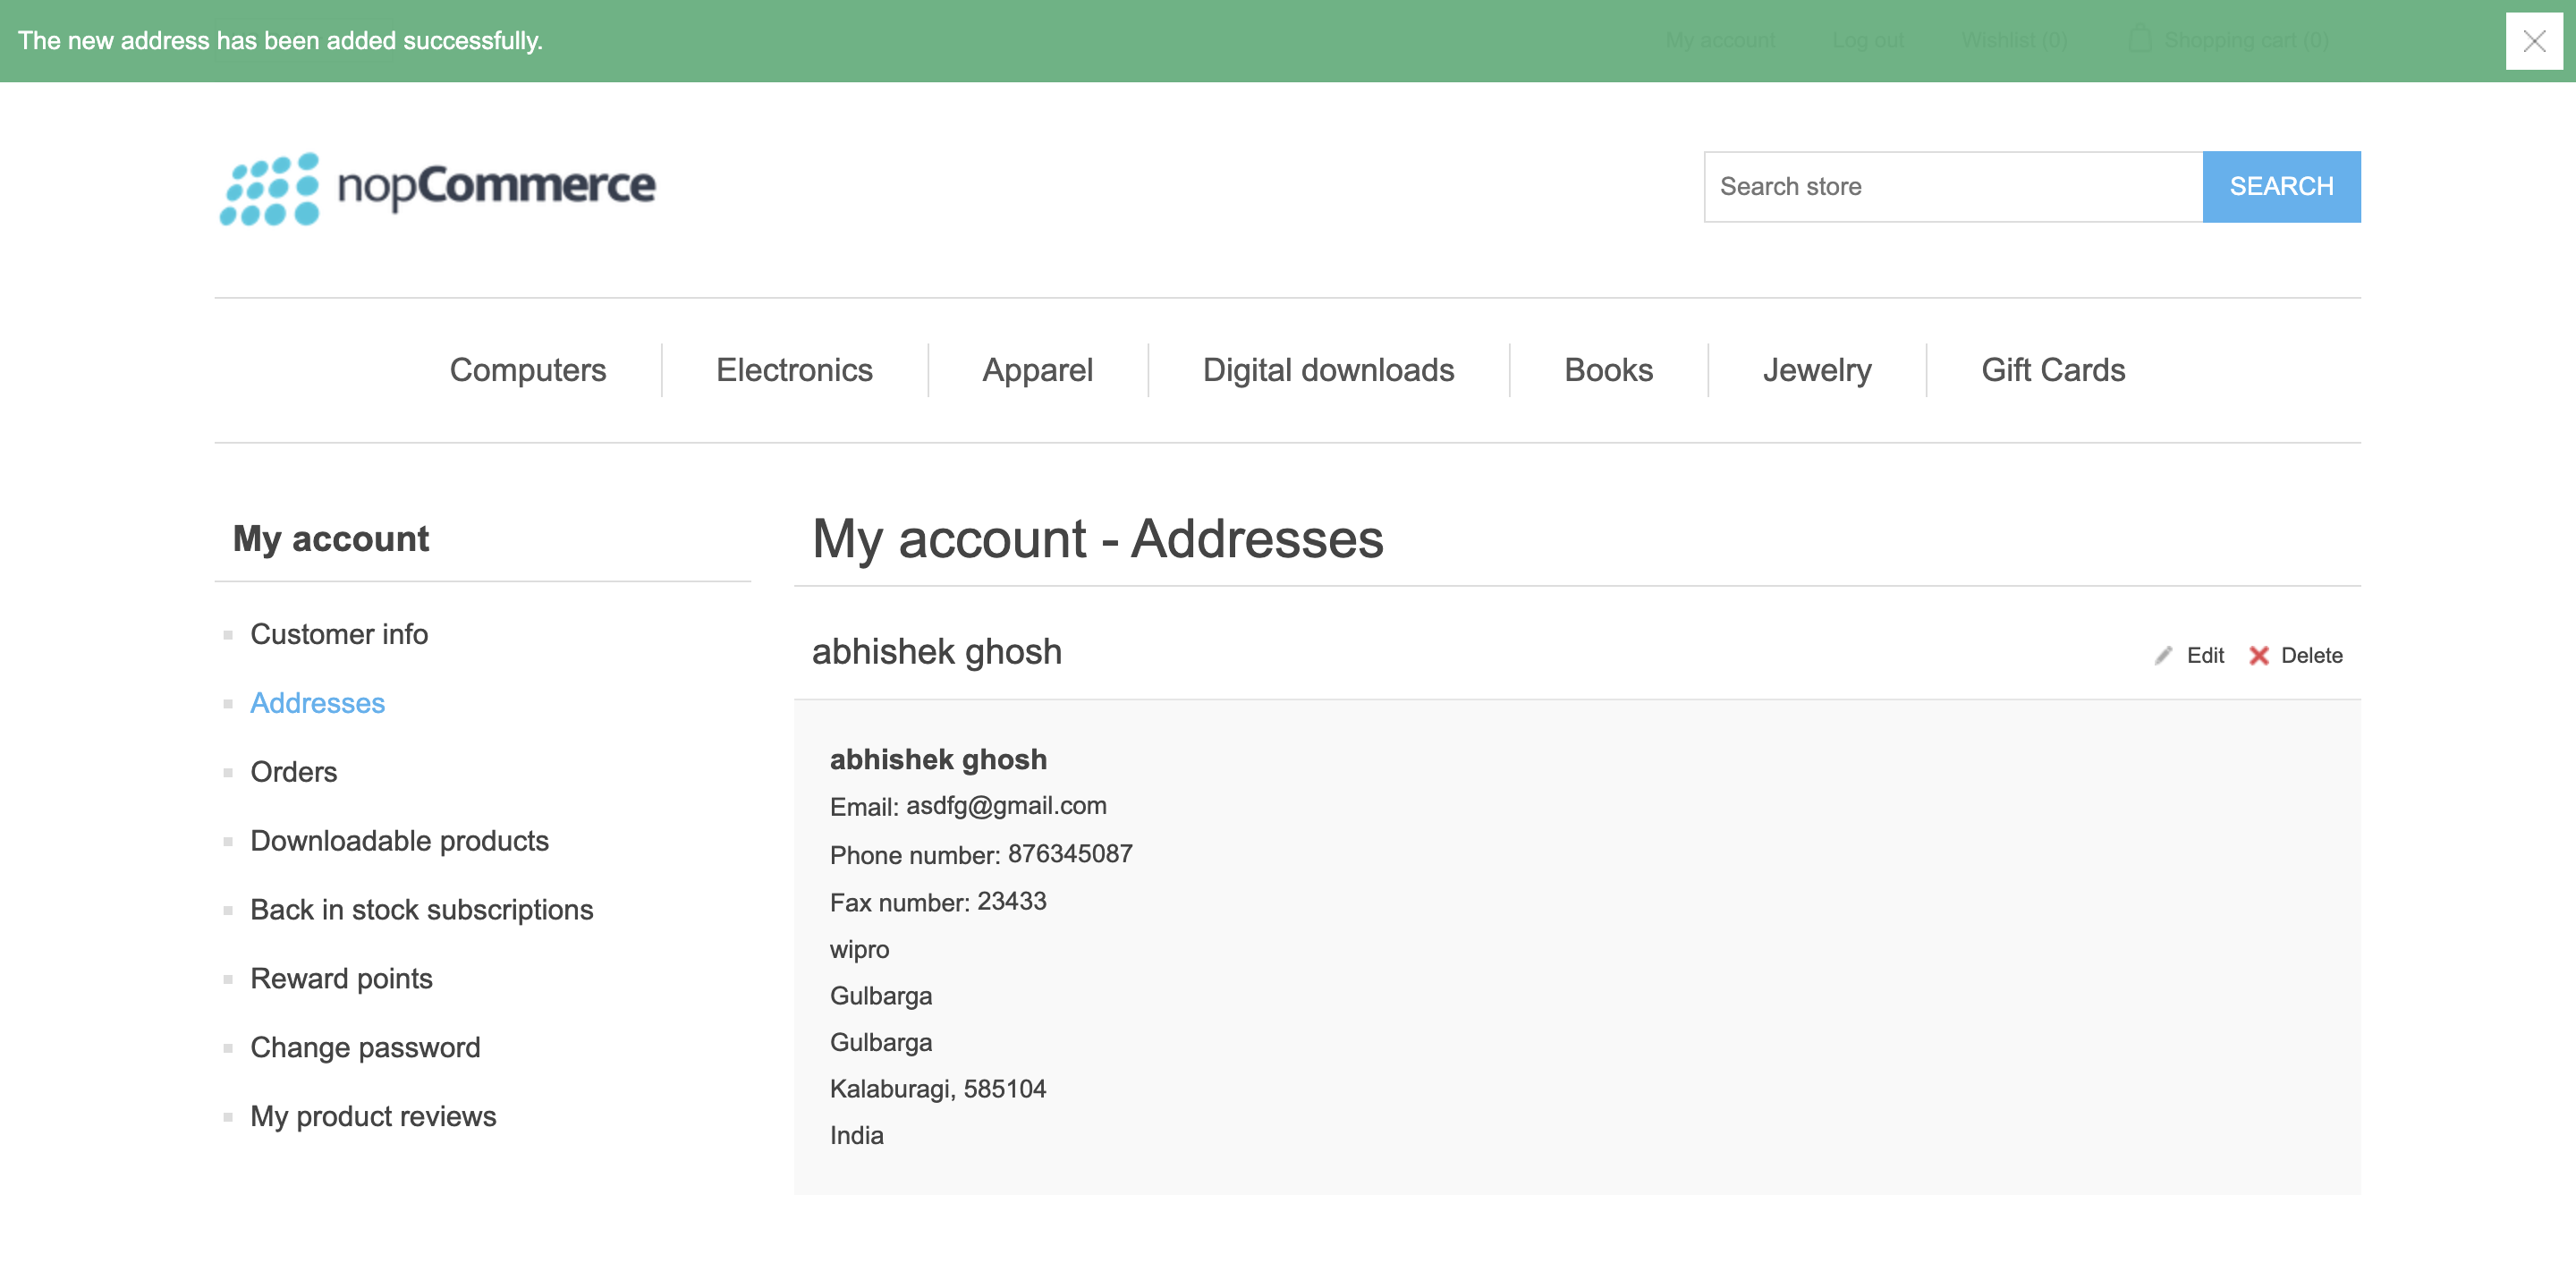 The new address has been added successfully.
My account Log out Wishlist (0) Shopping cart (0)
nopCommerce
Search store SEARCH
Computers Electronics Apparel Digital downloads Books Jewelry Gift Cards
My account
Customer info
Addresses
Orders
Downloadable products
Back in stock subscriptions
Reward points
Change password
My product reviews
My account - Addresses
abhishek ghosh Edit Delete
abhishek ghosh
Email: asdfg@gmail.com
Phone number: 876345087
Fax number: 23433
wipro
Gulbarga
Gulbarga
Kalaburagi, 585104
India